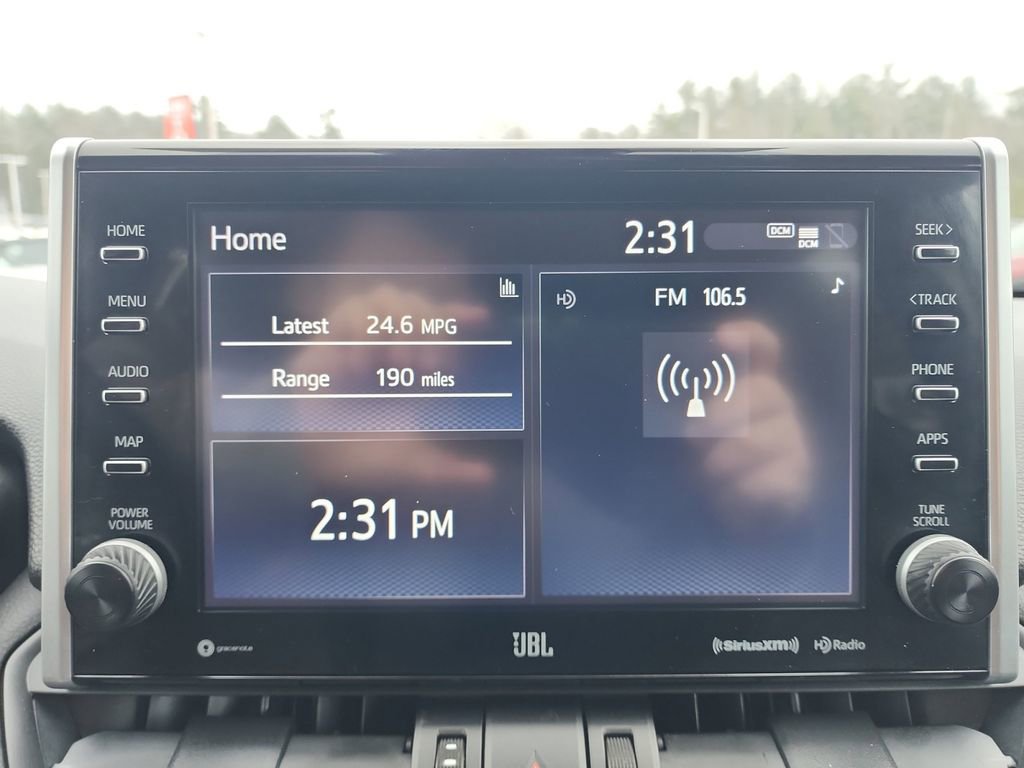 HOME
MENU
AUDIO
MAP
POWER
VOLUME
Home
2:31
DCM
DCM
Latest 24.6 MPG
Range 190 miles
2:31 PM
HD
FM 106.5
SEEK>
<TRACK
PHONE
APPS
TUNE
SCROLL
gracenote
JBL
((SiriusXM))
HD Radio